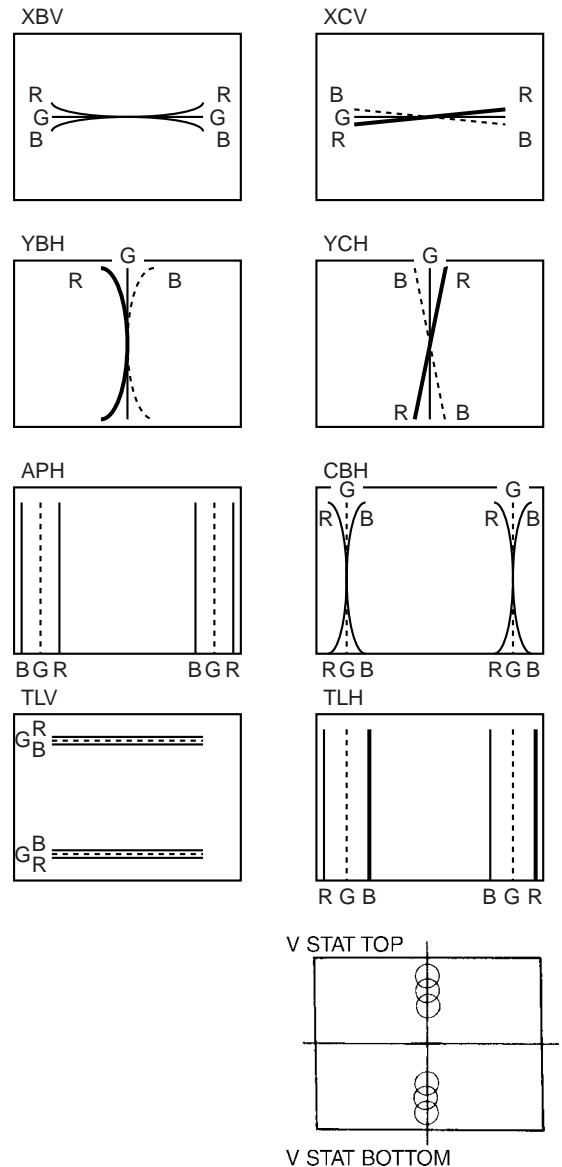 XBV
R R
G G
B B
XCV
B R
G
R B
YBH
G
R B
YCH
G
B R
R B
APH
B G R B G R
CBH
G G
R B R B
R G B R G B
TLV
R
G
B
B
G
R
TLH
R G B B G R
V STAT TOP
V STAT BOTTOM